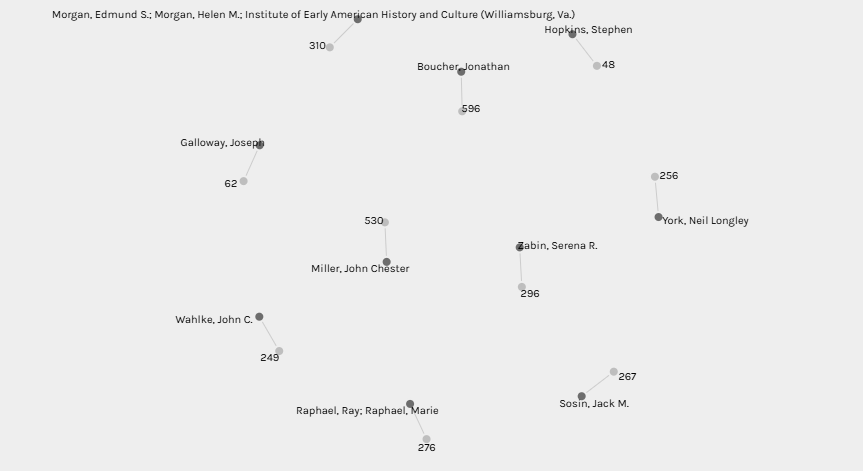 Morgan, Edmund S.; Morgan, Helen M.; Institute of Early American History and Culture (Williamsburg, Va.)
Hopkins, Stephen
310
48
Boucher, Jonathan
596
Galloway, Joseph
62
256
530
York, Neil Longley
Zabin, Serena R.
Miller, John Chester
296
Wahlke, John C.
249
267
Sosin, Jack M.
Raphael, Ray; Raphael, Marie
276